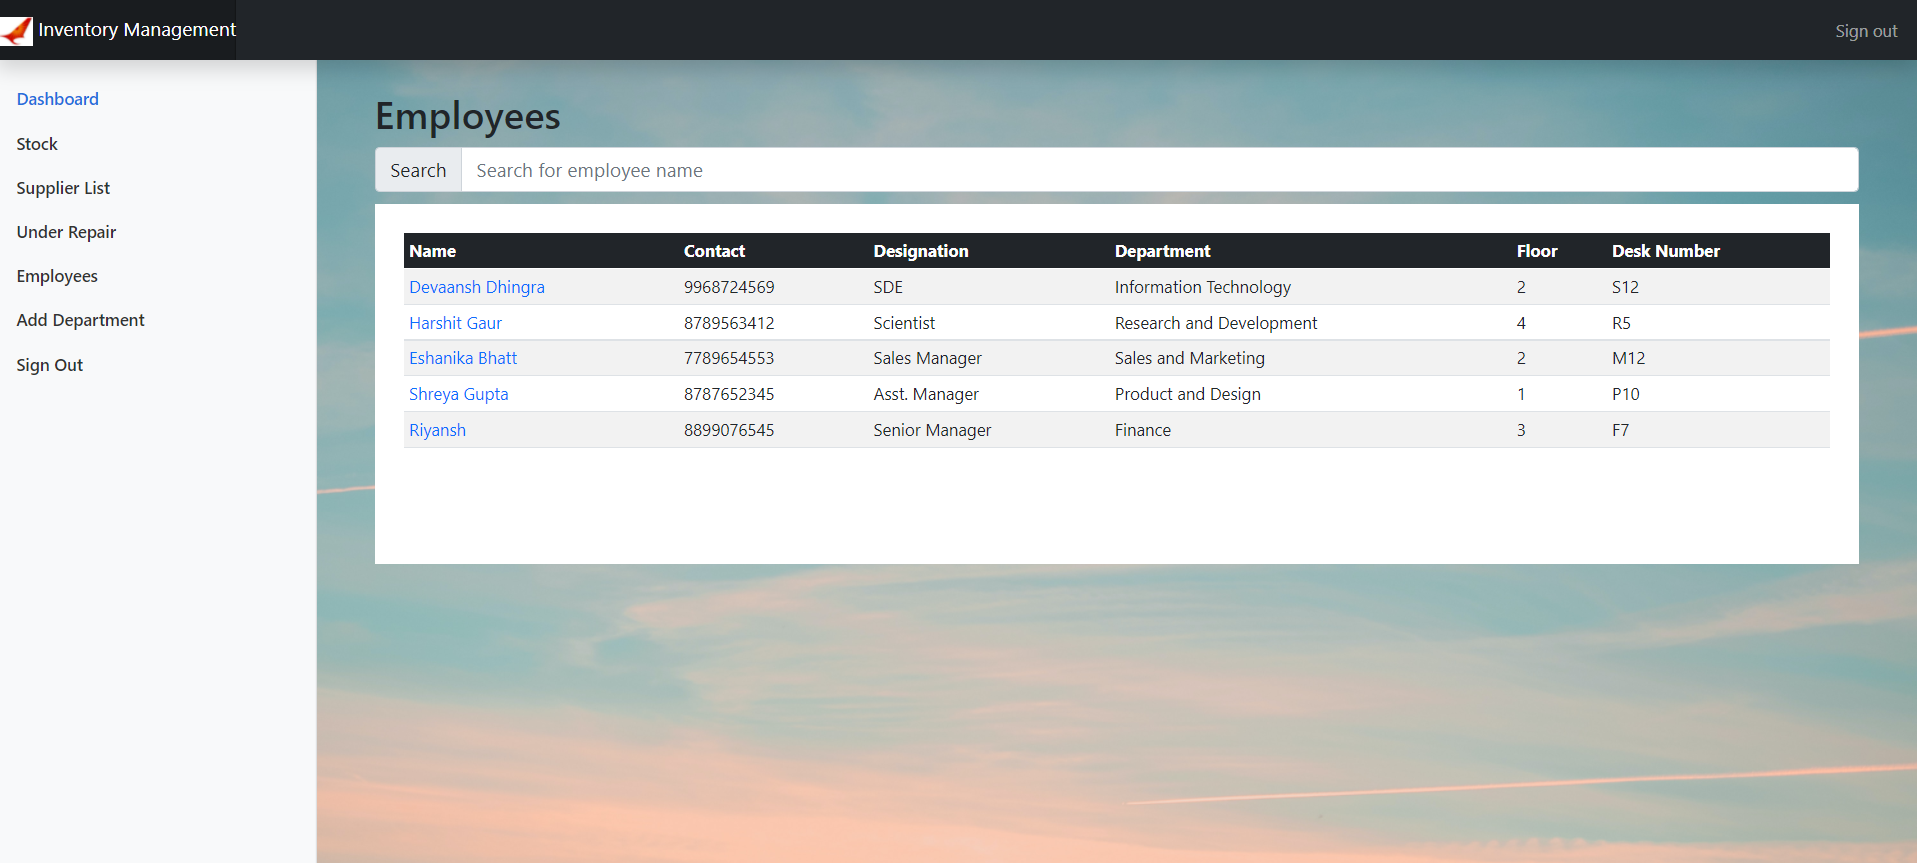 Inventory Management
Sign out
Dashboard
Stock
Supplier List
Under Repair
Employees
Add Department
Sign Out
Employees
Search Search for employee name
Name Contact Designation Department Floor Desk Number
Devaansh Dhingra 9968724569 SDE Information Technology 2 S12
Harshit Gaur 8789563412 Scientist Research and Development 4 R5
Eshanika Bhatt 7789654553 Sales Manager Sales and Marketing 2 M12
Shreya Gupta 8787652345 Asst. Manager Product and Design 1 P10
Riyansh 8899076545 Senior Manager Finance 3 F7